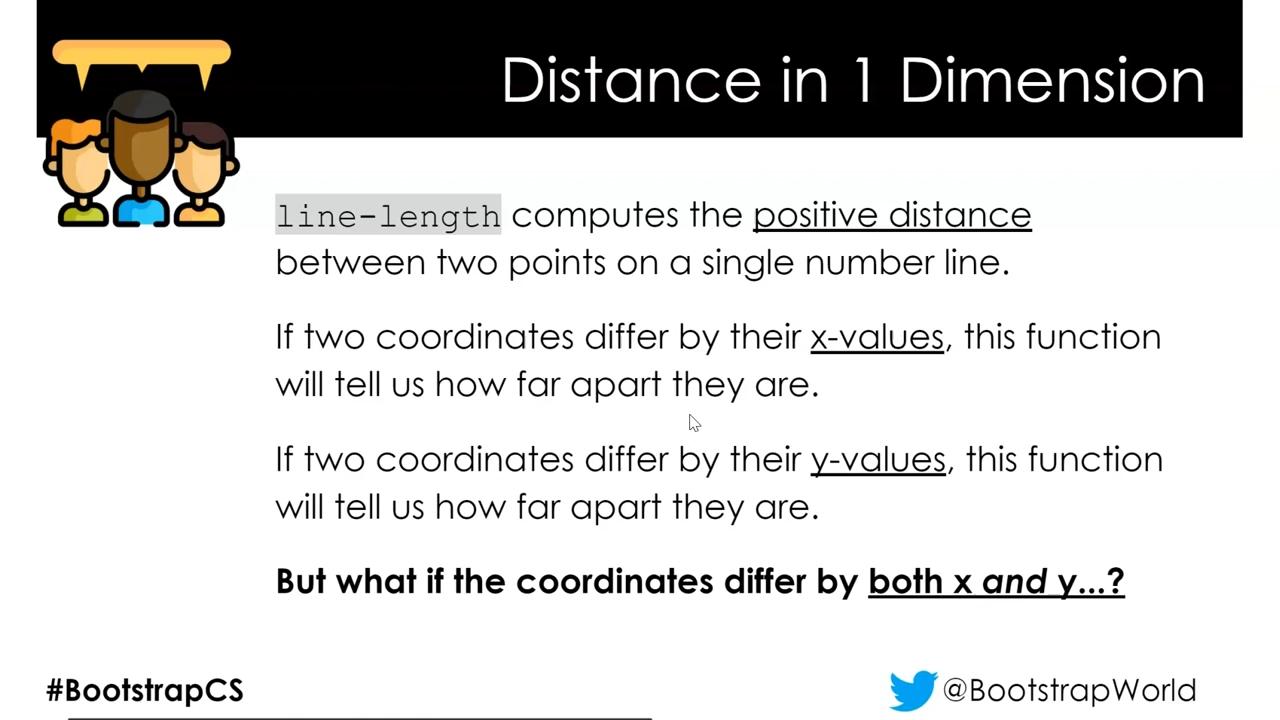 Distance in 1 Dimension
line-length computes the positive distance
between two points on a single number line.
If two coordinates differ by their x-values, this function
will tell us how far apart they are.
If two coordinates differ by their y-values, this function
will tell us how far apart they are.
But what if the coordinates differ by both x and y...?
#BootstrapCS
@BootstrapWorld